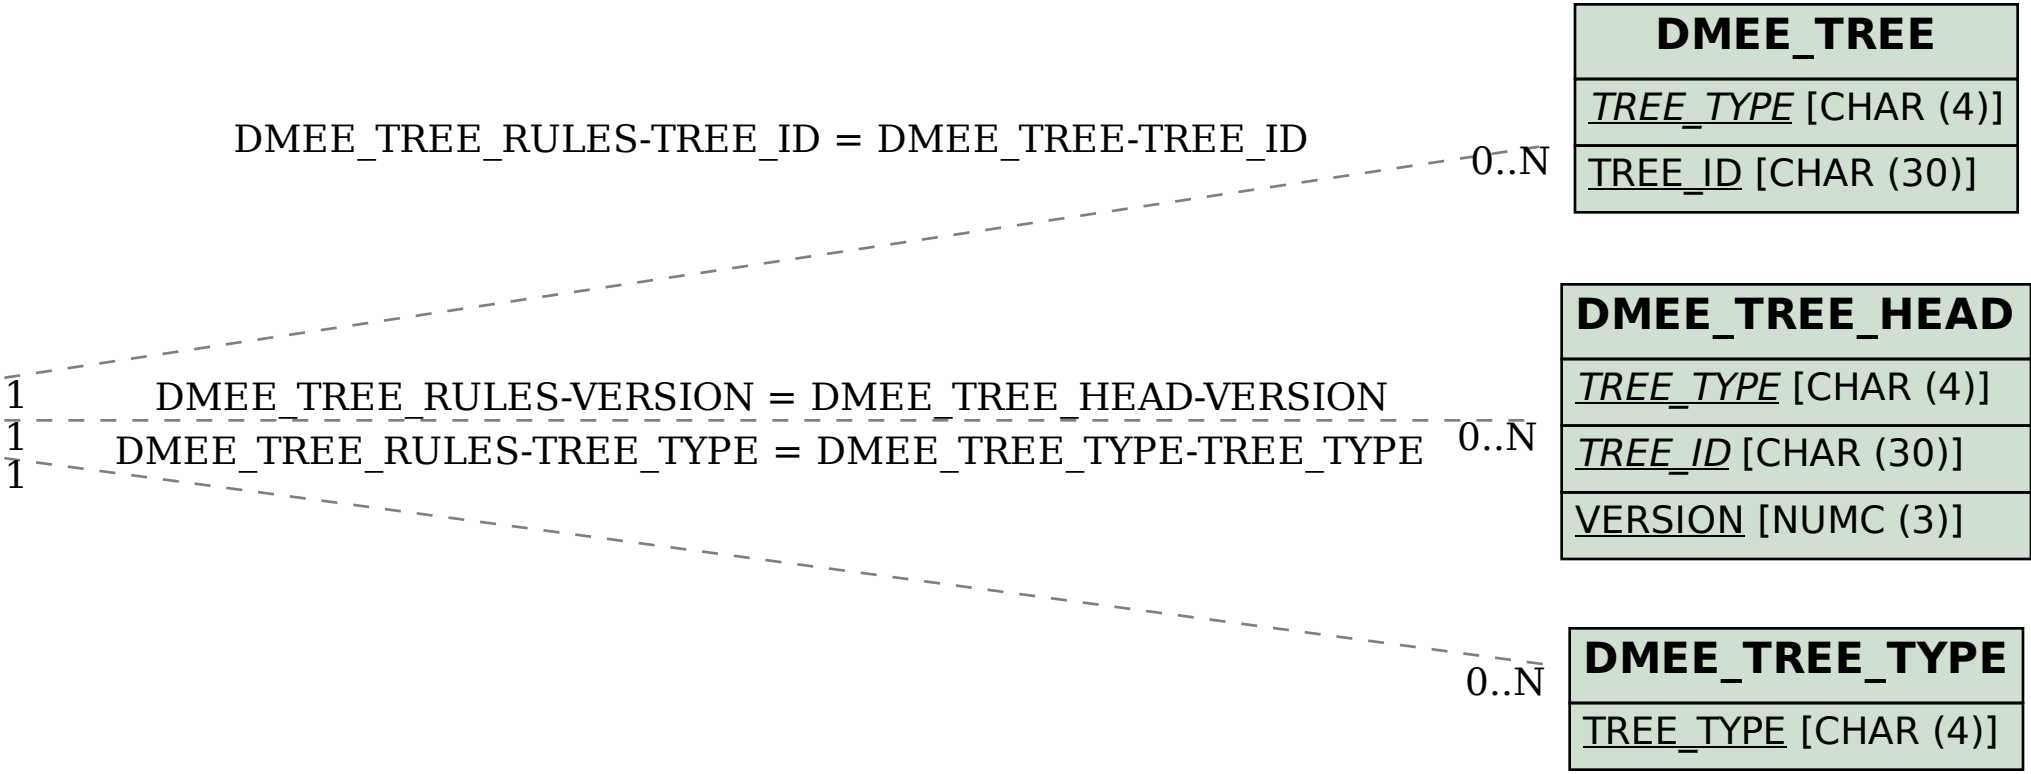 DMEE_TREE
TREE_TYPE [CHAR (4)]
TREE_ID [CHAR (30)]
DMEE_TREE_RULES-TREE_ID = DMEE_TREE-TREE_ID
0..N
1
DMEE_TREE_HEAD
TREE_TYPE [CHAR (4)]
TREE_ID [CHAR (30)]
VERSION [NUMC (3)]
DMEE_TREE_RULES-VERSION = DMEE_TREE_HEAD-VERSION
0..N
1
DMEE_TREE_RULES-TREE_TYPE = DMEE_TREE_TYPE-TREE_TYPE
1
0..N
DMEE_TREE_TYPE
TREE_TYPE [CHAR (4)]